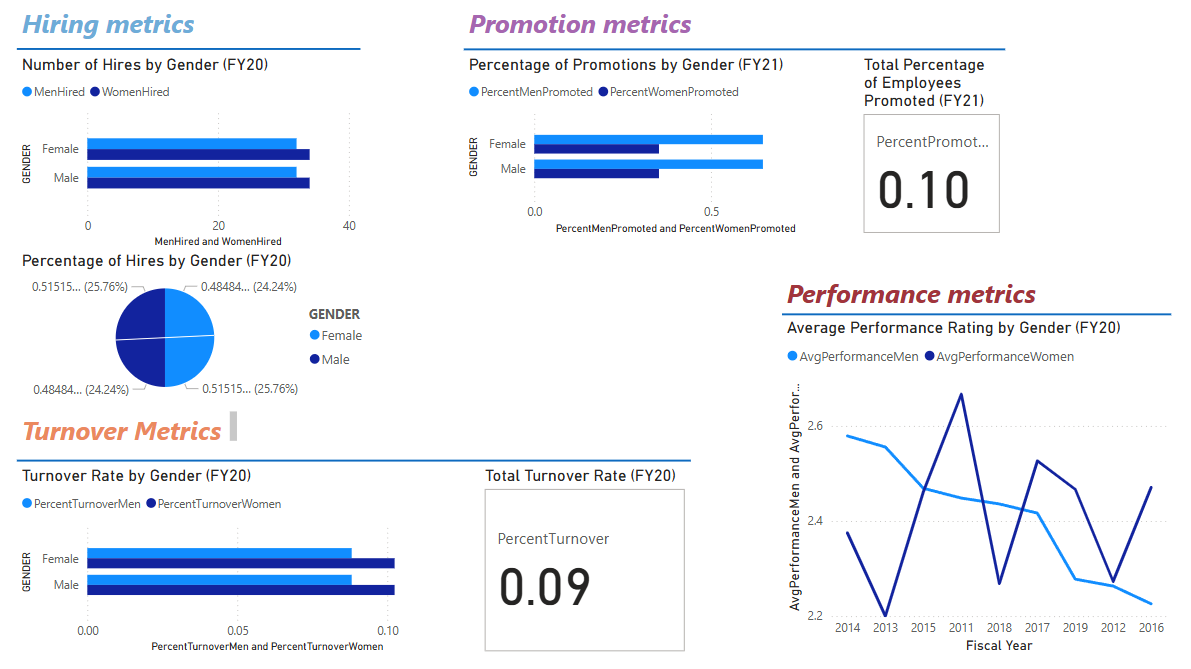 Hiring metrics
Number of Hires by Gender (FY20)
MenHired WomenHired
GENDER
Female
Male
0 20 40
MenHired and WomenHired
Percentage of Hires by Gender (FY20)
0.51515... (25.76%) 0.48484... (24.24%)
0.48484... (24.24%) 0.51515... (25.76%)
GENDER
Female
Male
Promotion metrics
Percentage of Promotions by Gender (FY21)
PercentMenPromoted PercentWomenPromoted
GENDER
Female
Male
0.0 0.5
PercentMenPromoted and PercentWomenPromoted
Total Percentage
of Employees
Promoted (FY21)
PercentPromot...
0.10
Turnover Metrics
Turnover Rate by Gender (FY20)
PercentTurnoverMen PercentTurnoverWomen
GENDER
Female
Male
0.00 0.05 0.10
PercentTurnoverMen and PercentTurnoverWomen
Total Turnover Rate (FY20)
PercentTurnover
0.09
Performance metrics
Average Performance Rating by Gender (FY20)
AvgPerformanceMen AvgPerformanceWomen
AvgPerformanceMen and AvgPerfor...
2.6
2.4
2.2
2014 2013 2015 2011 2018 2017 2019 2012 2016
Fiscal Year